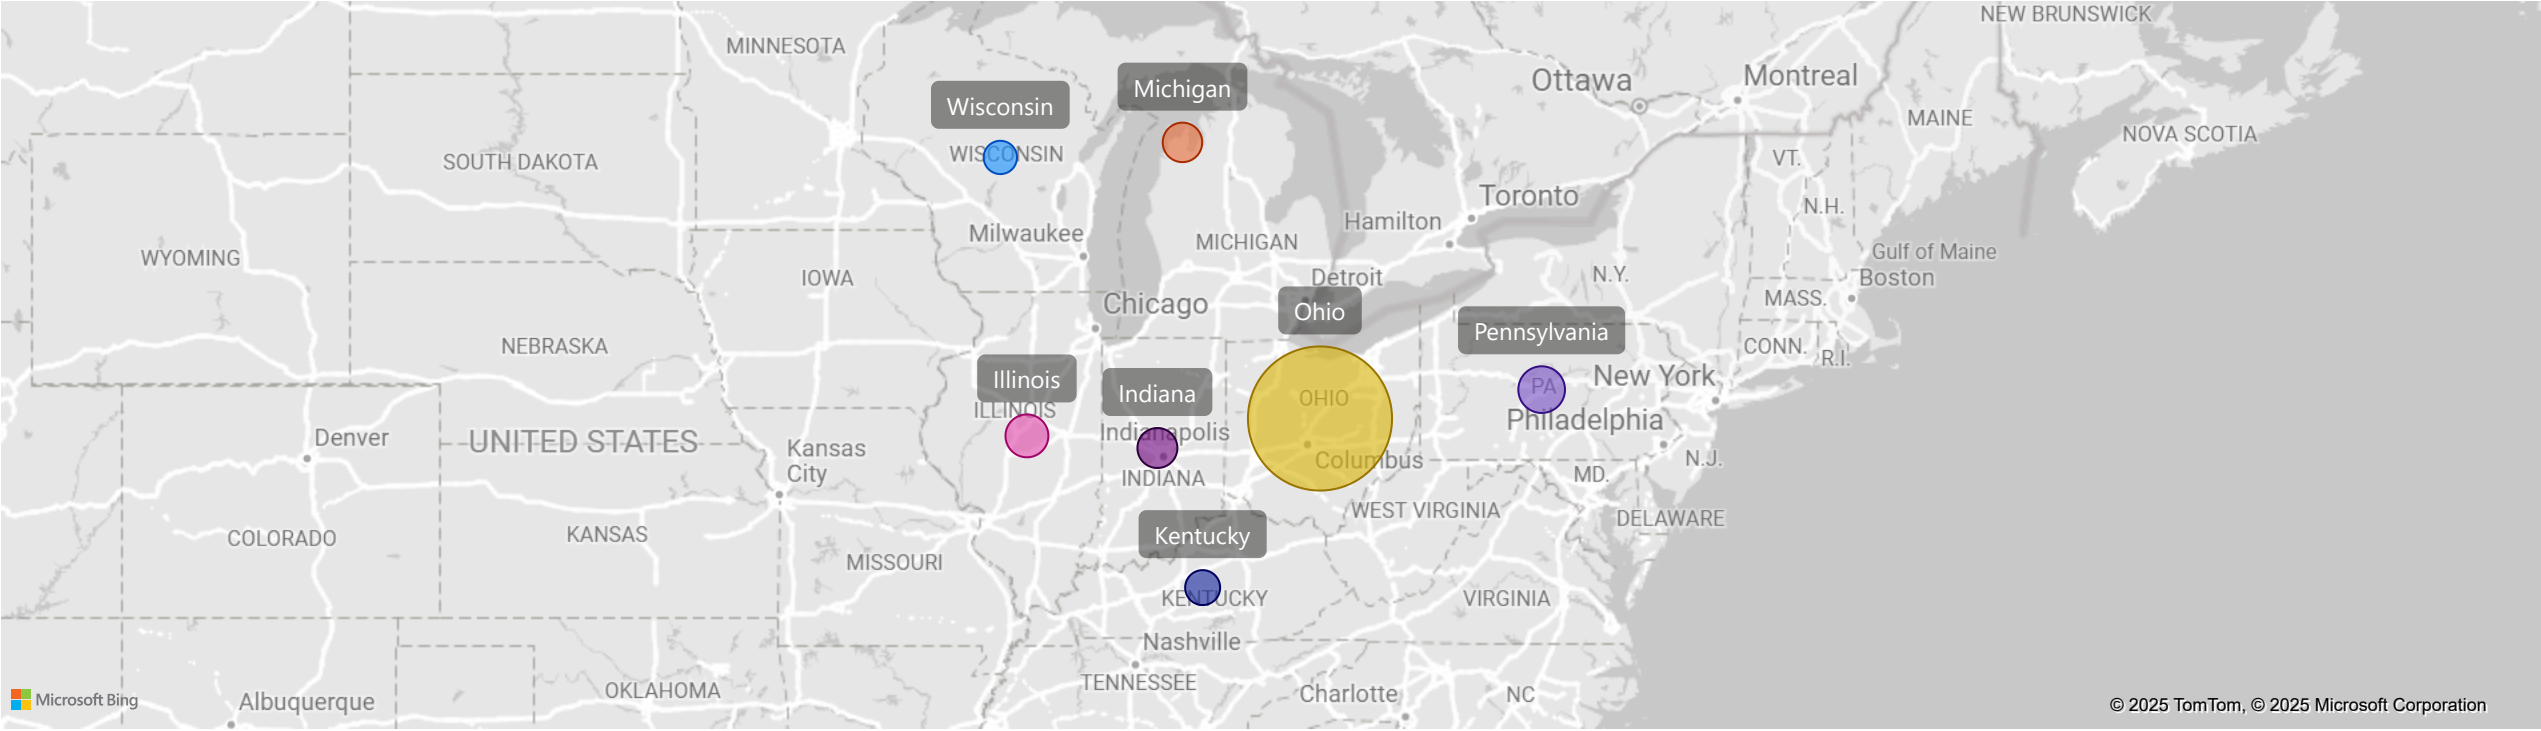 NEW BRUNSWICK
MINNESOTA
Ottawa
Montreal
Michigan
Wisconsin
MAINE
NOVA SCOTIA
WISCONSIN
SOUTH DAKOTA
VT.
Toronto
N.H.
Hamilton
Milwaukee
MICHIGAN
Gulf of Maine
WYOMING
IOWA
Detroit
N.Y.
Boston
MASS.
Chicago
Ohio
Pennsylvania
NEBRASKA
CONN.
R.I.
Illinois
Indiana
New York
PA
OHIO
ILLINOIS
Philadelphia
Indianapolis
Denver
UNITED STATES
Kansas
City
Columbus
N.J.
INDIANA
MD.
WEST VIRGINIA
DELAWARE
Kentucky
COLORADO
KANSAS
MISSOURI
KENTUCKY
VIRGINIA
Nashville
TENNESSEE
OKLAHOMA
Charlotte
NC
Albuquerque
Microsoft Bing
© 2025 TomTom, © 2025 Microsoft Corporation